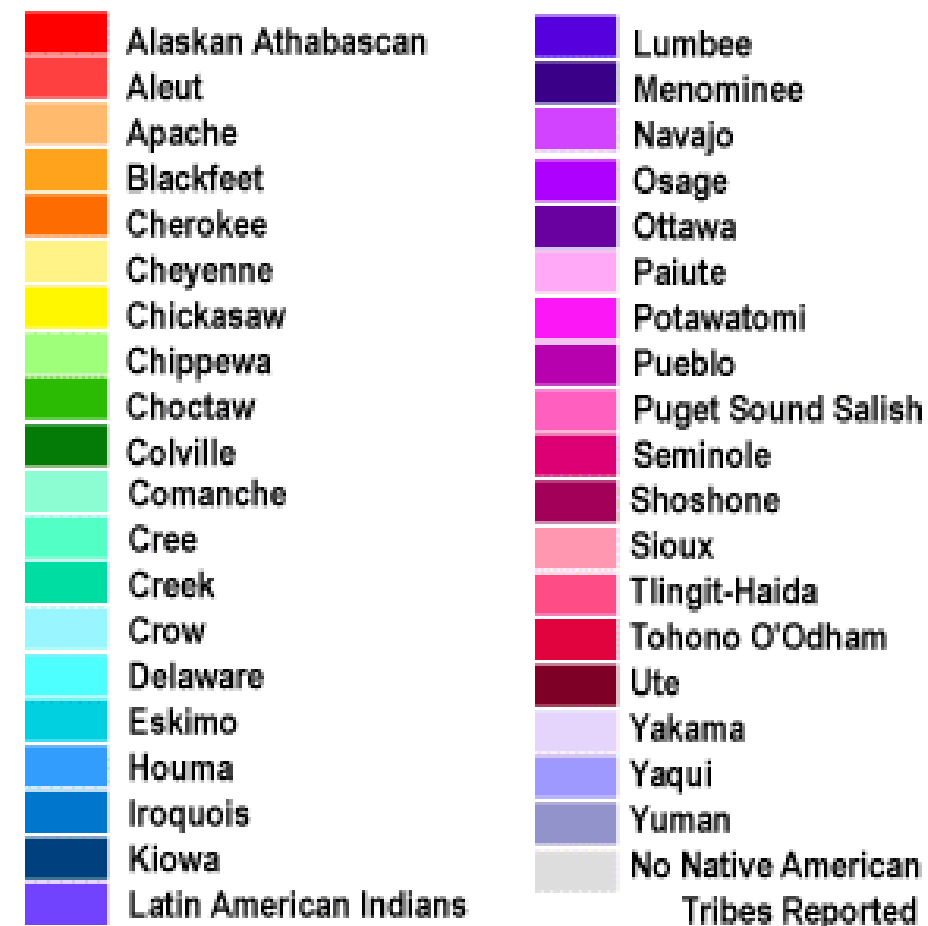 Alaskan Athabascan
Aleut
Apache
Blackfeet
Cherokee
Cheyenne
Chickasaw
Chippewa
Choctaw
Colville
Comanche
Cree
Creek
Crow
Delaware
Eskimo
Houma
Iroquois
Kiowa
Latin American Indians
Lumbee
Menominee
Navajo
Osage
Ottawa
Paiute
Potawatomi
Pueblo
Puget Sound Salish
Seminole
Shoshone
Sioux
Tlingit-Haida
Tohono O'Odham
Ute
Yakama
Yaqui
Yuman
No Native American
Tribes Reported